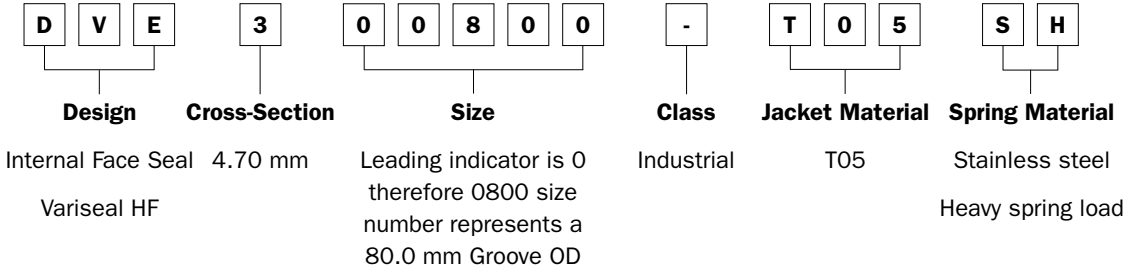 D V E 3 0 0 8 0 0 - T 0 5 S H
Design Cross-Section Size Class Jacket Material Spring Material
Internal Face Seal 4.70 mm Leading indicator is 0 Industrial T05 Stainless steel
therefore 0800 size
Variseal HF number represents a Heavy spring load
80.0 mm Groove OD